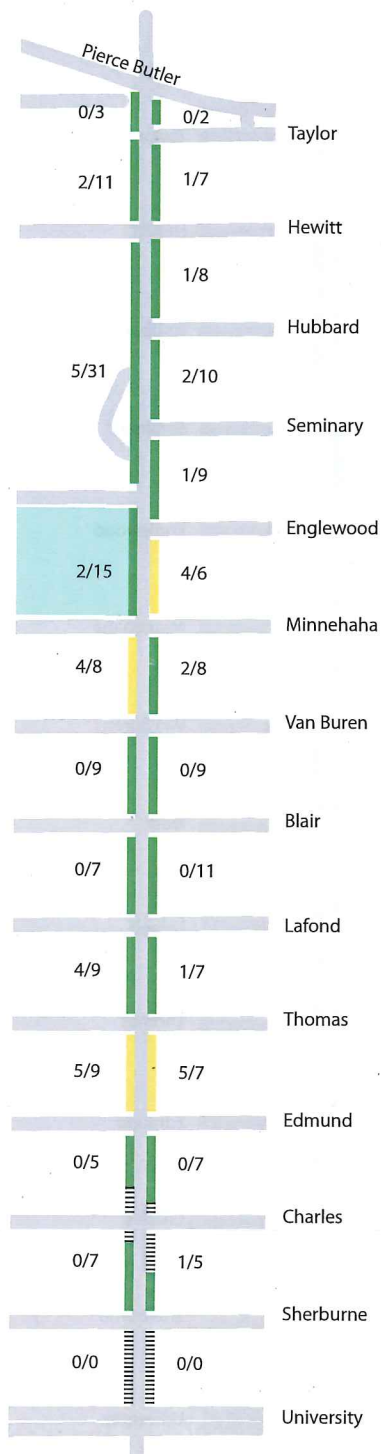 Pierce Butler
0/3
0/2
Taylor
2/11
1/7
Hewitt
1/8
Hubbard
5/31
2/10
Seminary
1/9
Englewood
2/15
4/6
Minnehaha
4/8
2/8
Van Buren
0/9
0/9
Blair
0/7
0/11
Lafond
4/9
1/7
Thomas
5/9
5/7
Edmund
0/5
0/7
Charles
0/7
1/5
Sherburne
0/0
0/0
University